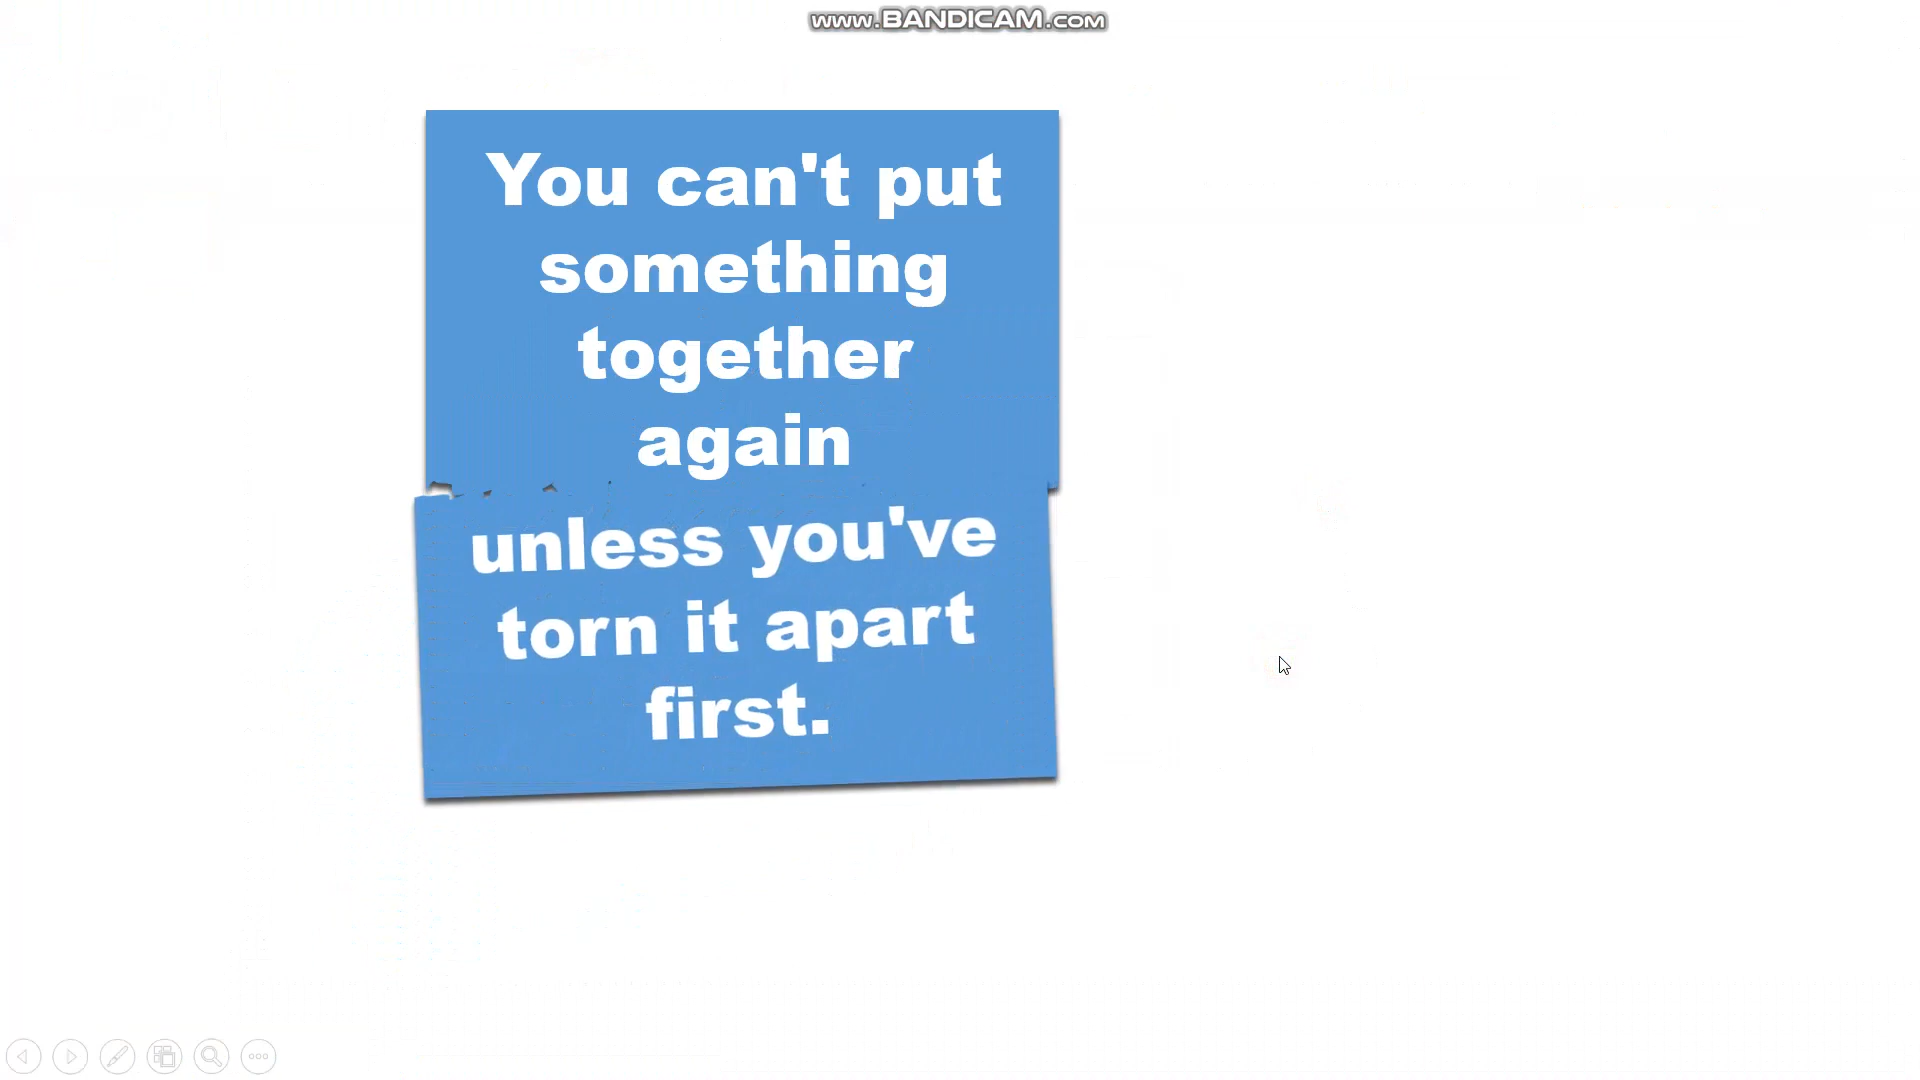 www.BANDICAM.com
You can't put
something
together
again
unless you've
torn it apart
first.